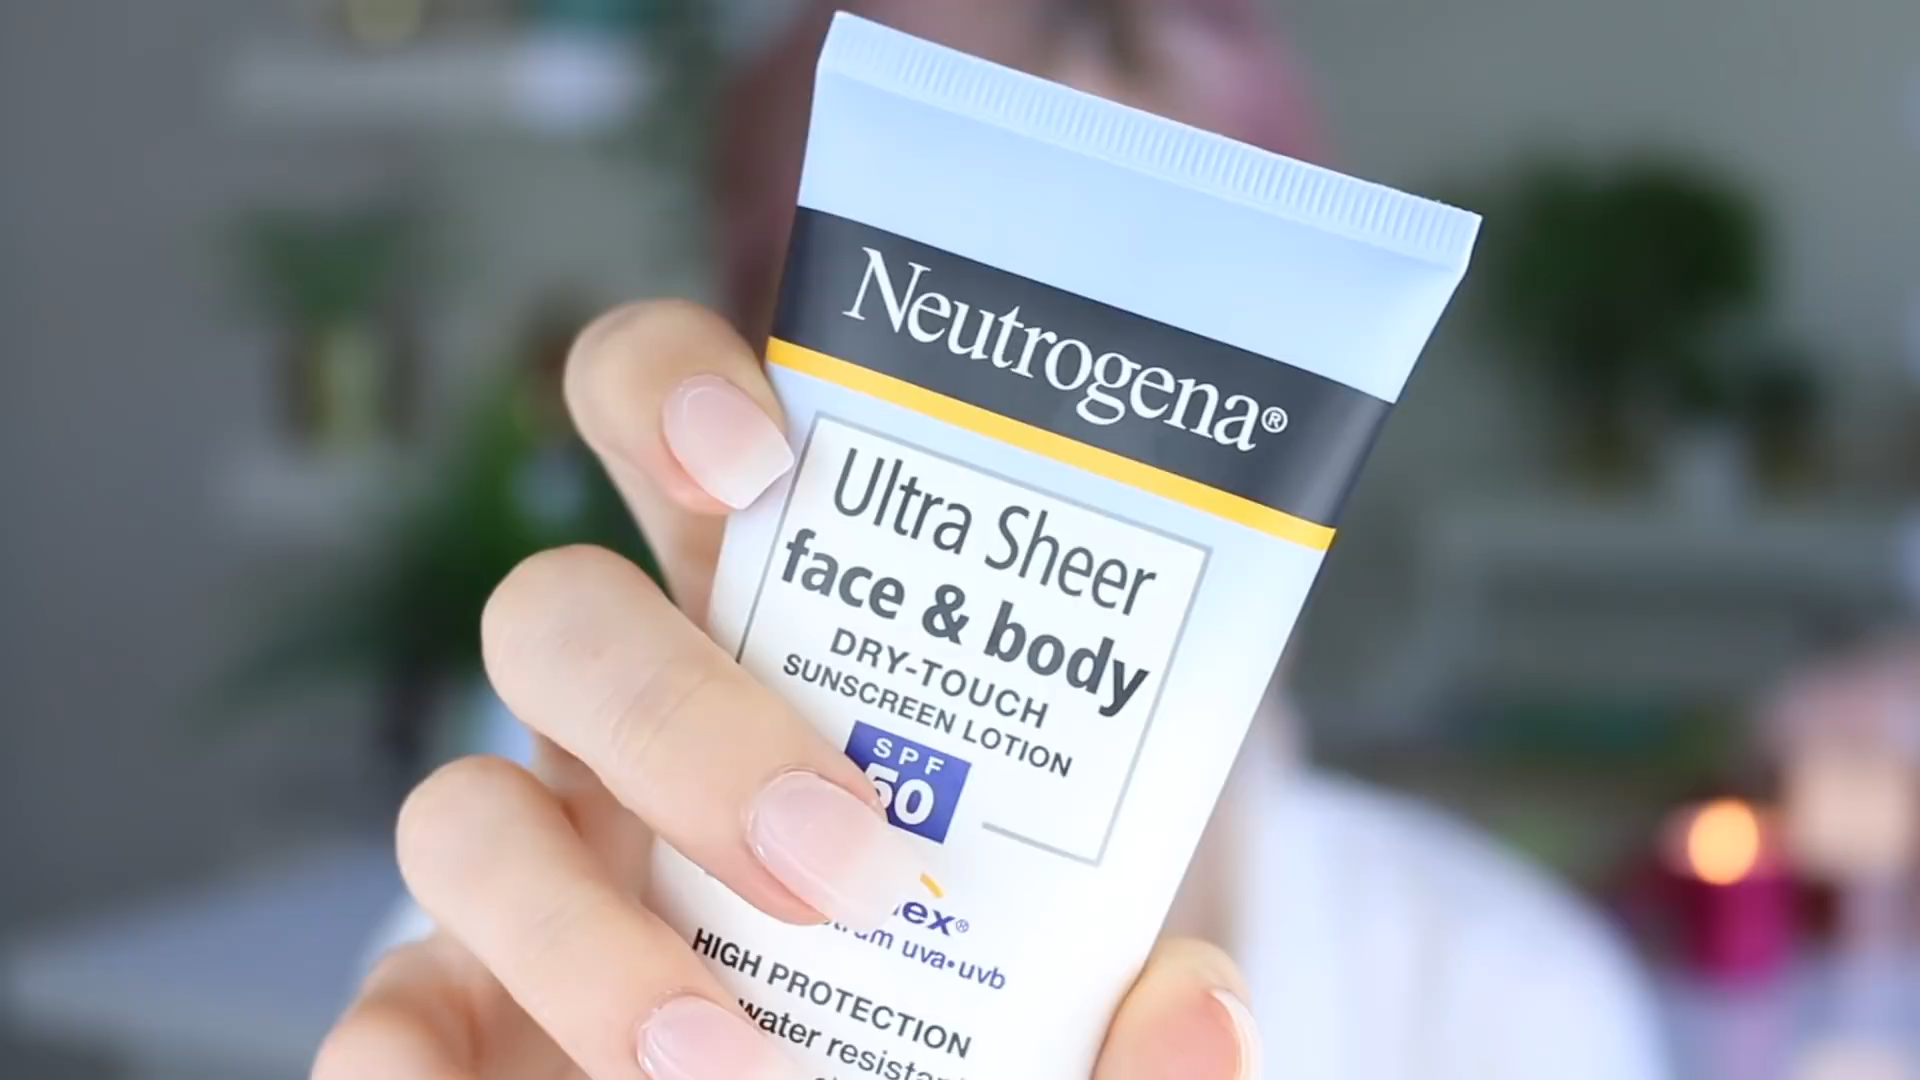 Neutrogena®
Ultra Sheer
face & body
DRY-TOUCH
SUNSCREEN LOTION
SPF
50
uva•uvb
HIGH PROTECTION
water